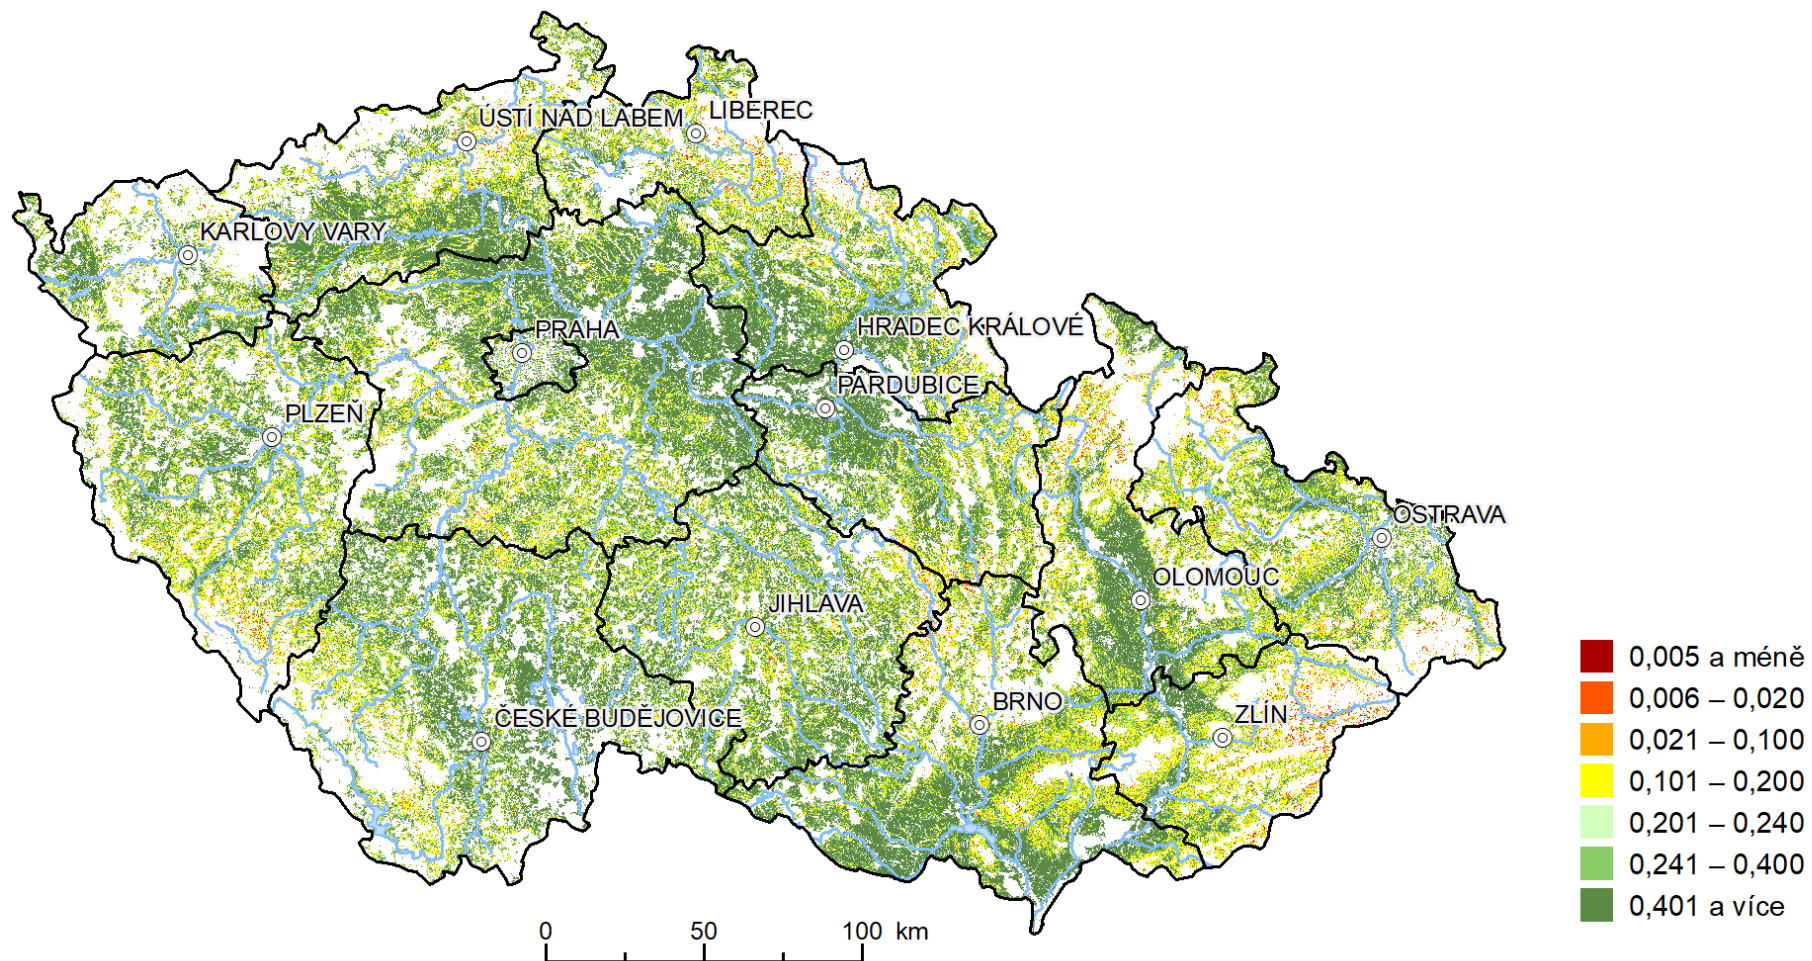 LIBEREC
ÚSTÍ NAD LABEM
KARLOVY VARY
PRAHA
HRADEC KRÁLOVÉ
PARDUBICE
PLZEŇ
OSTRAVA
OLOMOUC
JIHLAVA
BRNO
ZLÍN
ČESKÉ BUDĚJOVICE
0,005 a méně
0,006 – 0,020
0,021 – 0,100
0,101 – 0,200
0,201 – 0,240
0,241 – 0,400
0,401 a více
0 50 100 km